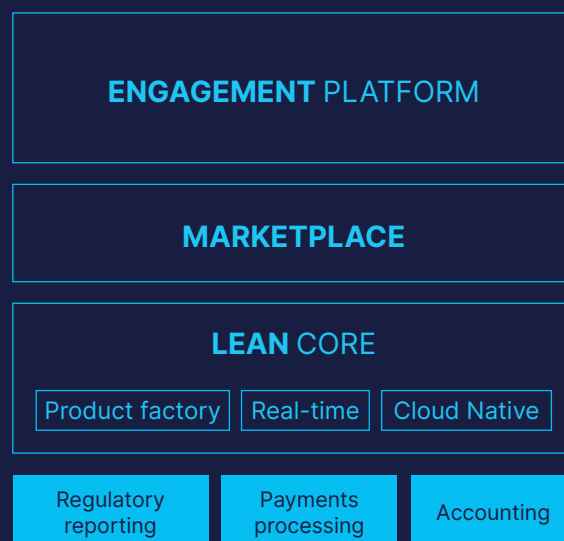 ENGAGEMENT PLATFORM
MARKETPLACE
LEAN CORE
Product factory
Real-time
Cloud Native
Regulatory
reporting
Payments
processing
Accounting